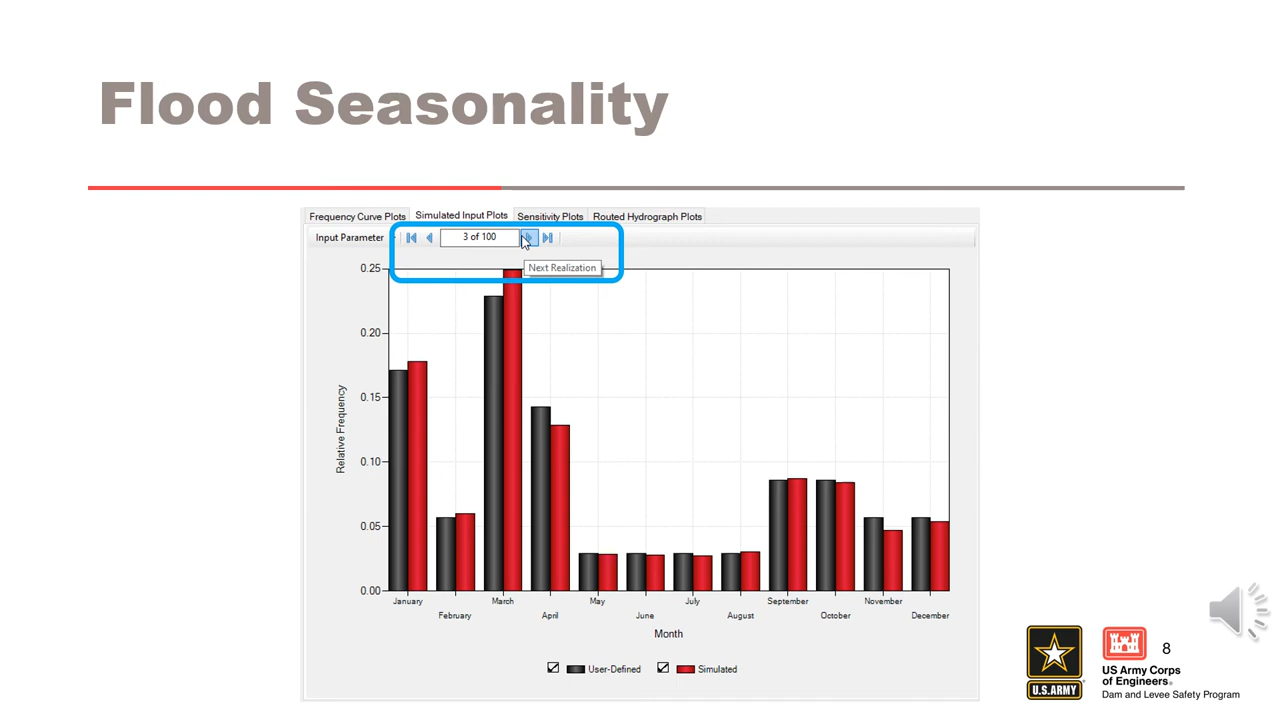 Flood Seasonality
Frequency Curve Plots Simulated Input Plots Sensitivity Plots Routed Hydrograph Plots
Input Parameter 3 of 100
Next Realization
0.25
0.20
0.15
0.10
0.05
0.00
Relative Frequency
January March May July September November
February April June August October December
Month
User-Defined Simulated
8
U.S.ARMY
US Army Corps
of Engineers®
Dam and Levee Safety Program